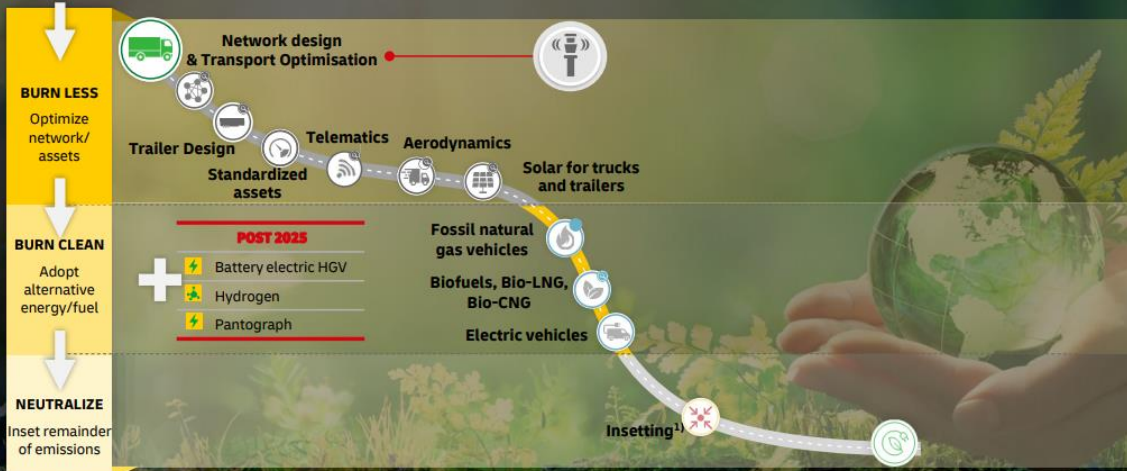 BURN LESS
Optimize
network/
assets
Network design
& Transport Optimisation
Trailer Design
Standardized
assets
Telematics
Aerodynamics
Solar for trucks
and trailers
BURN CLEAN
Adopt
alternative
energy/fuel
POST 2025
Battery electric HGV
Hydrogen
Pantograph
Fossil natural
gas vehicles
Biofuels, Bio-LNG,
Bio-CNG
Electric vehicles
NEUTRALIZE
Inset remainder
of emissions
Insetting¹⁾